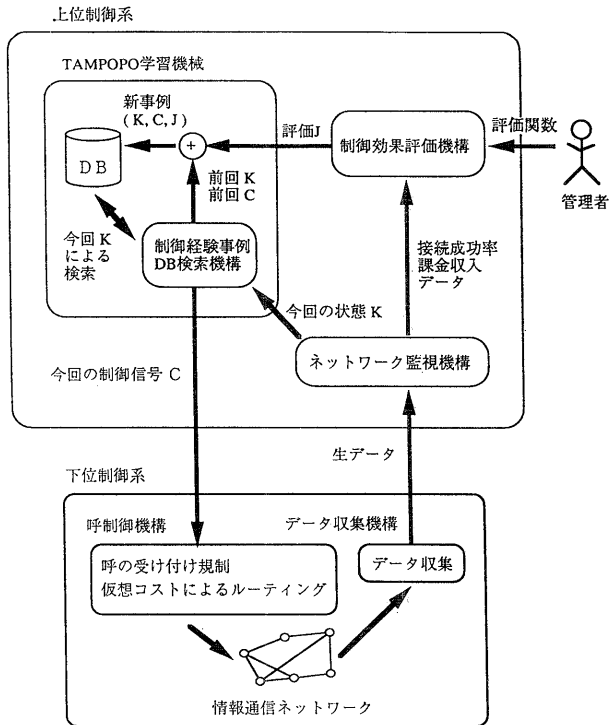 上位制御系
TAMPOPO学習機械
新事例
( K, C, J )
DB
+
評価J
制御効果評価機構
評価関数
管理者
前回 K
前回 C
今回 K
による
検索
制御経験事例
DB検索機構
接続成功率
課金収入
データ
今回の状態 K
ネットワーク監視機構
今回の制御信号 C
生データ
下位制御系
呼制御機構
データ収集機構
呼の受け付け規制
仮想コストによるルーティング
データ収集
情報通信ネットワーク